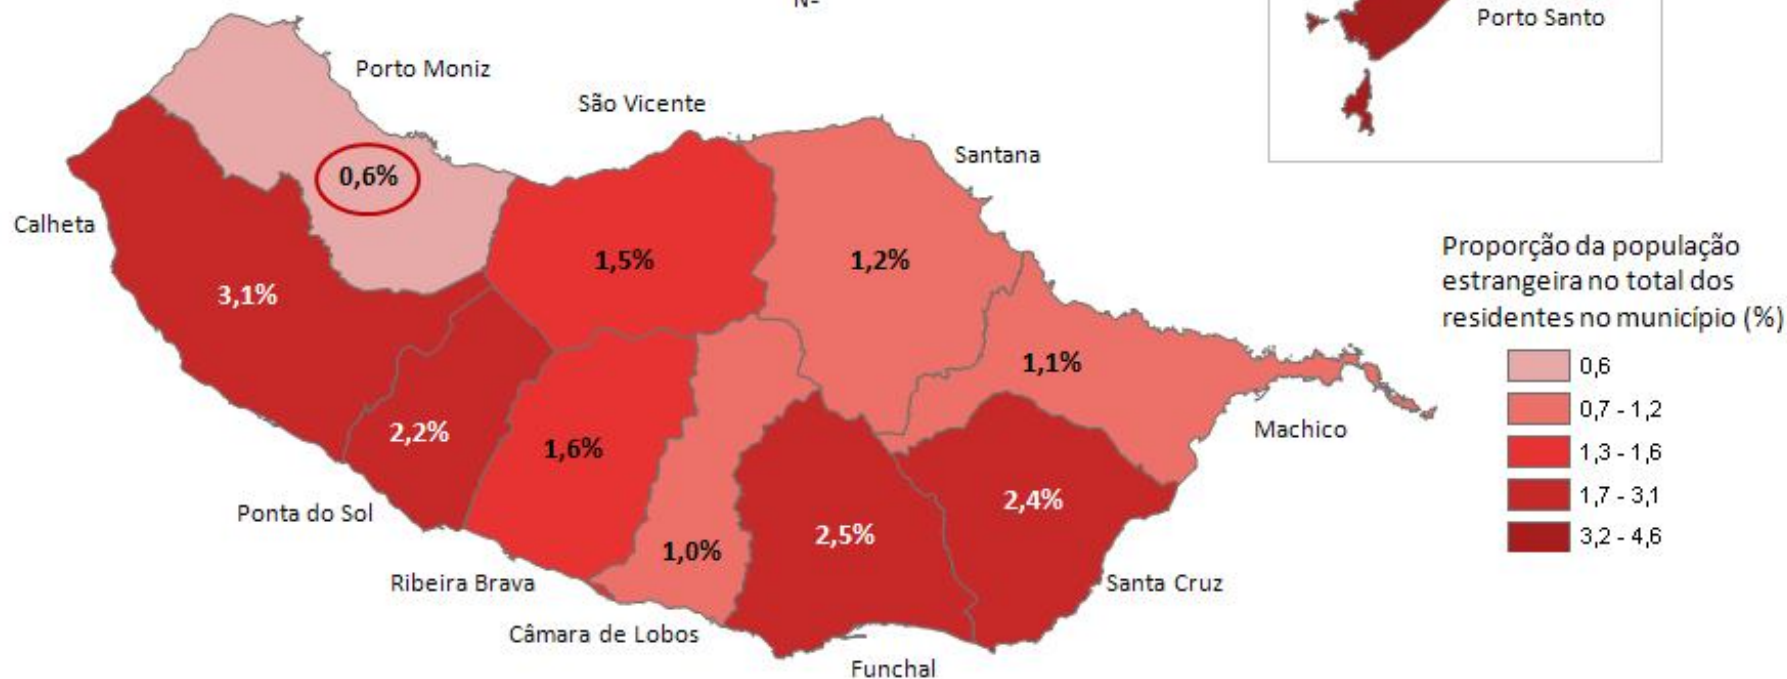 Porto Santo
Porto Moniz
São Vicente
Santana
0,6%
Calheta
1,5%
1,2%
3,1%
Proporção da população
estrangeira no total dos
residentes no município (%)
0,6
0,7 - 1,2
1,3 - 1,6
1,7 - 3,1
3,2 - 4,6
1,1%
Machico
2,2%
1,6%
2,4%
Ponta do Sol
2,5%
1,0%
Ribeira Brava
Santa Cruz
Câmara de Lobos
Funchal